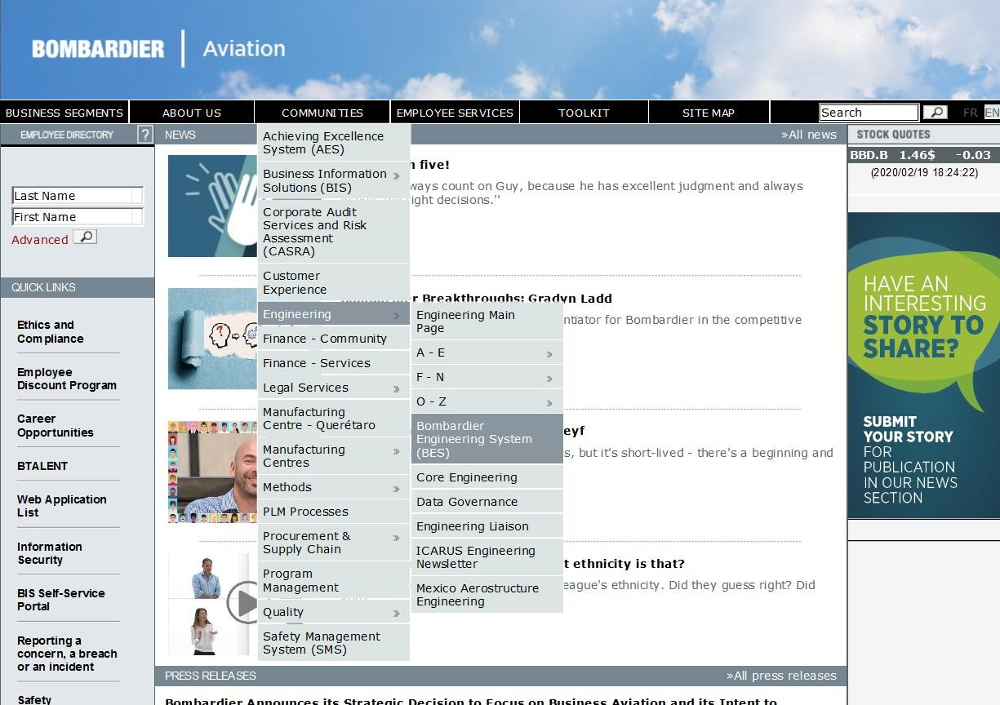 BOMBARDIER | Aviation
BUSINESS SEGMENTS
ABOUT US
COMMUNITIES
EMPLOYEE SERVICES
TOOLKIT
SITE MAP
Search
FR
EN
EMPLOYEE DIRECTORY
?
Last Name
First Name
Advanced
QUICK LINKS
Ethics and
Compliance
Employee
Discount Program
Career
Opportunities
BTALENT
Web Application
List
Information
Security
BIS Self-Service
Portal
Reporting a
concern, a breach
or an incident
Safety
NEWS
»All news
Achieving Excellence
System (AES)
Business Information »
Solutions (BIS)
Corporate Audit
Services and Risk
Assessment
(CASRA)
Customer
Experience
Engineering »
Finance - Community
Finance - Services
Legal Services »
Manufacturing
Centre - Querétaro
Manufacturing »
Centres
Methods »
PLM Processes
Procurement & »
Supply Chain
Program
Management
Quality »
Safety Management
System (SMS)
Engineering Main
Page
A - E »
F - N »
O - Z »
Bombardier
Engineering System
(BES)
Core Engineering
Data Governance
Engineering Liaison
ICARUS Engineering
Newsletter
Mexico Aerostructure
Engineering
five!
count on Guy, because he has excellent judgment and always
decisions."
Breakthroughs: Gradyn Ladd
for Bombardier in the competitive
but it's short-lived - there's a beginning and
ethnicity is that?
ethnicity. Did they guess right? Did
PRESS RELEASES
»All press releases
Bombardier Announces its Strategic Decision to Focus on Business Aviation and its Intent to
STOCK QUOTES
BBD.B 1.46$ -0.03
(2020/02/19 18:24:22)
HAVE AN
INTERESTING
STORY TO
SHARE?
SUBMIT
YOUR STORY
FOR
PUBLICATION
IN OUR NEWS
SECTION